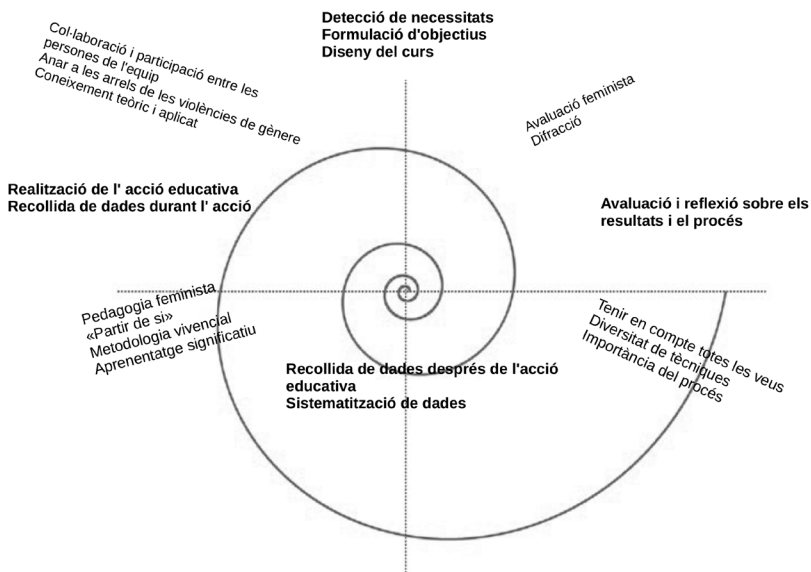 Detecció de necessitats
Formulació d'objectius
Diseny del curs
Col·laboració i participació entre les
persones de l'equip
Anar a les arrels de les violències de gènere
Coneixement teòric i aplicat
Avaluació feminista
Difracció
Realització de l' acció educativa
Recollida de dades durant l' acció
Avaluació i reflexió sobre els
resultats i el procés
Pedagogia feminista
«Partir de si»
Metodologia vivencial
Aprenentatge significatiu
Tenir en compte totes les veus
Diversitat de tècniques
Importància del procés
Recollida de dades després de l'acció
educativa
Sistematització de dades